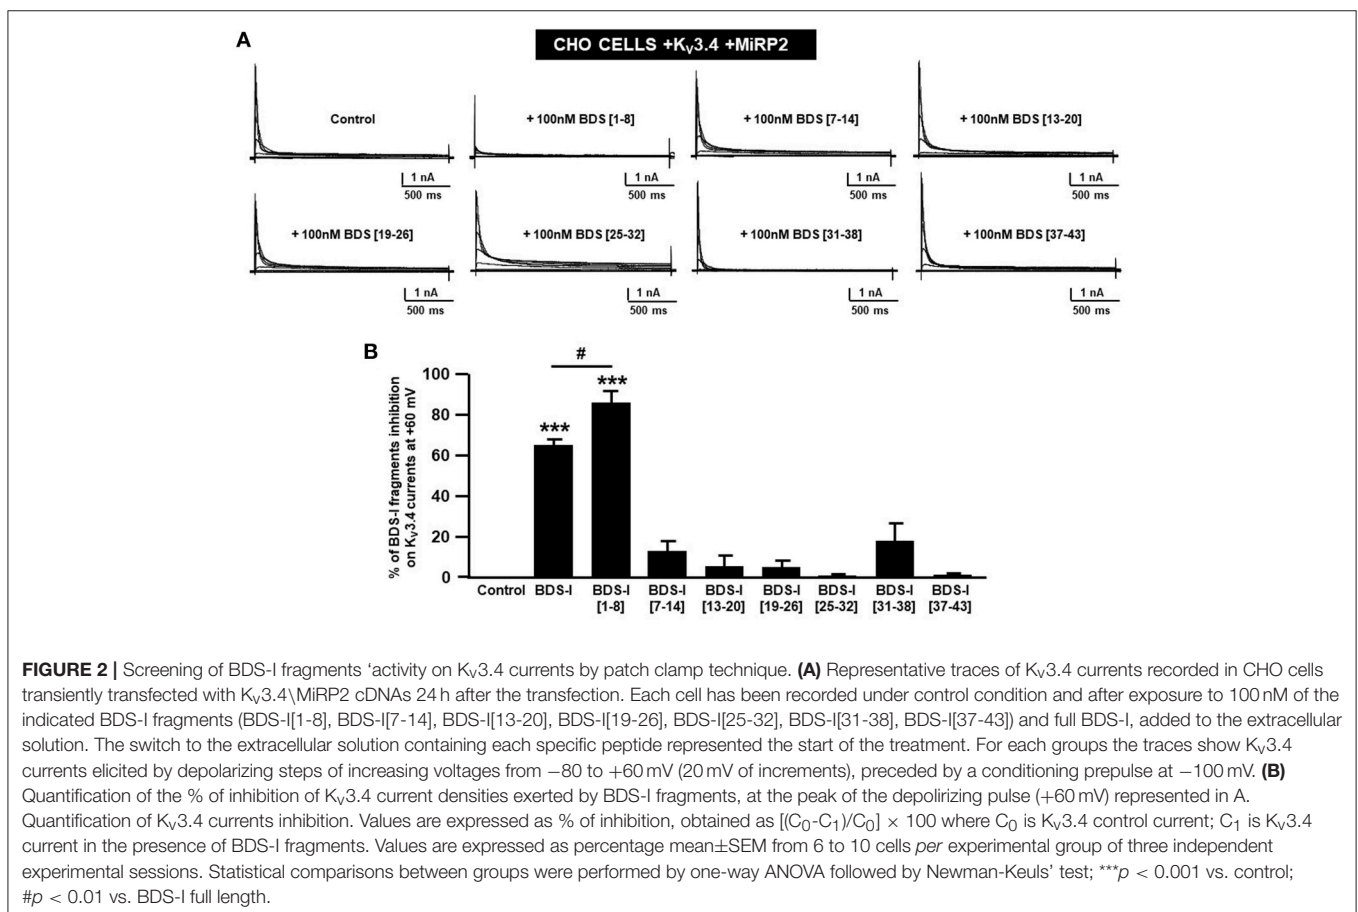 A
CHO CELLS +Kv3.4 +MiRP2
Control
+ 100nM BDS [1-8]
+ 100nM BDS [7-14]
+ 100nM BDS [13-20]
1 nA
500 ms
1 nA
500 ms
1 nA
500 ms
1 nA
500 ms
+ 100nM BDS [19-26]
+ 100nM BDS [25-32]
+ 100nM BDS [31-38]
+ 100nM BDS [37-43]
1 nA
500 ms
1 nA
500 ms
1 nA
500 ms
1 nA
500 ms
B
% of BDS-I fragments inhibition
on Kv3.4 currents at +60 mV
100
80
60
40
20
0
#
***
***
Control
BDS-I
BDS-I
[1-8]
BDS-I
[7-14]
BDS-I
[13-20]
BDS-I
[19-26]
BDS-I
[25-32]
BDS-I
[31-38]
BDS-I
[37-43]
FIGURE 2 | Screening of BDS-I fragments ‘activity on KV3.4 currents by patch clamp technique. (A) Representative traces of KV3.4 currents recorded in CHO cells
transiently transfected with KV3.4\MiRP2 cDNAs 24 h after the transfection. Each cell has been recorded under control condition and after exposure to 100 nM of the
indicated BDS-I fragments (BDS-I[1-8], BDS-I[7-14], BDS-I[13-20], BDS-I[19-26], BDS-I[25-32], BDS-I[31-38], BDS-I[37-43]) and full BDS-I, added to the extracellular
solution. The switch to the extracellular solution containing each specific peptide represented the start of the treatment. For each groups the traces show KV3.4
currents elicited by depolarizing steps of increasing voltages from −80 to +60 mV (20 mV of increments), preceded by a conditioning prepulse at −100 mV. (B)
Quantification of the % of inhibition of KV3.4 current densities exerted by BDS-I fragments, at the peak of the depolirizing pulse (+60 mV) represented in A.
Quantification of KV3.4 currents inhibition. Values are expressed as % of inhibition, obtained as [(C0-C1)/C0] × 100 where C0 is KV3.4 control current; C1 is KV3.4
current in the presence of BDS-I fragments. Values are expressed as percentage mean±SEM from 6 to 10 cells per experimental group of three independent
experimental sessions. Statistical comparisons between groups were performed by one-way ANOVA followed by Newman-Keuls’ test; ***p < 0.001 vs. control;
#p < 0.01 vs. BDS-I full length.